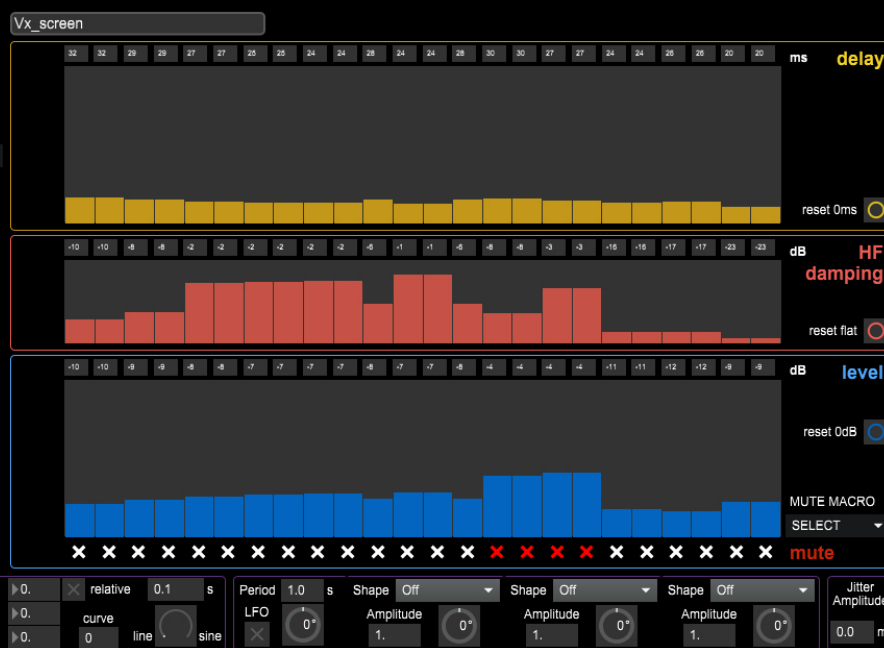 Vx_screen
32 32 29 29 27 27 25 25 24 24 28 24 24 28 30 30 27 27 24 24 26 26 20 20
ms delay
reset 0ms
-10 -10 -8 -8 -2 -2 -2 -2 -2 -2 -6 -1 -1 -6 -8 -8 -3 -3 -16 -16 -17 -17 -23 -23
dB HF
damping
reset flat
-10 -10 -9 -9 -8 -8 -7 -7 -7 -7 -8 -7 -7 -8 -4 -4 -4 -4 -11 -11 -12 -12 -9 -9
dB level
reset 0dB
MUTE MACRO
SELECT
mute
0. relative 0.1 s Period 1.0 s Shape Off Shape Off Shape Off Jitter
Amplitude
0. curve LFO 0° Amplitude 0° Amplitude 0° Amplitude 0°
0. 0 line sine 1. 1. 1. 0.0